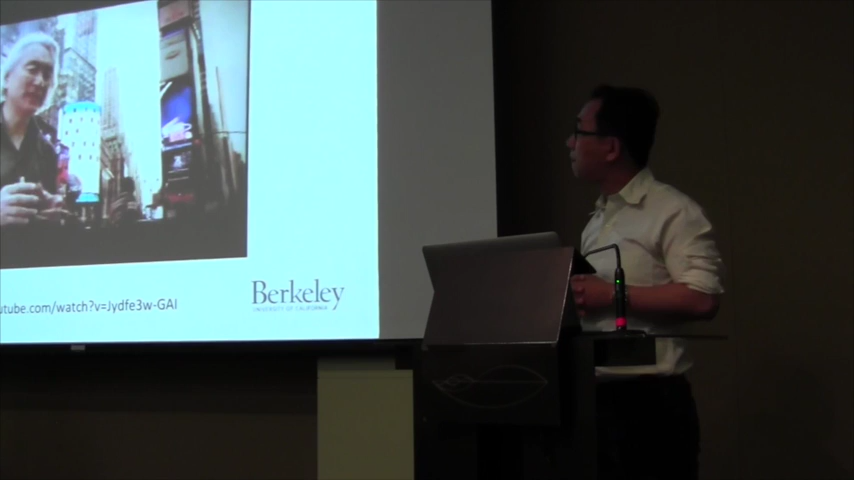 utube.com/watch?v=Jydfe3w-GAI
Berkeley
UNIVERSITY OF CALIFORNIA